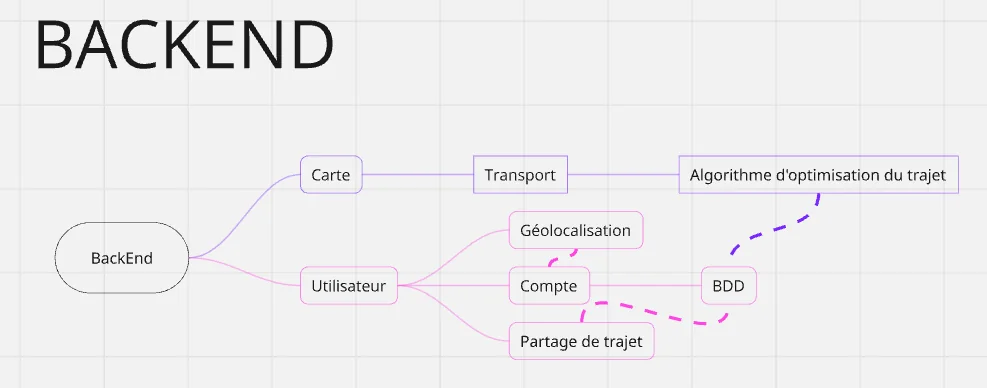 BACKEND
Carte
Transport
Algorithme d'optimisation du trajet
Géolocalisation
BackEnd
Utilisateur
Compte
BDD
Partage de trajet